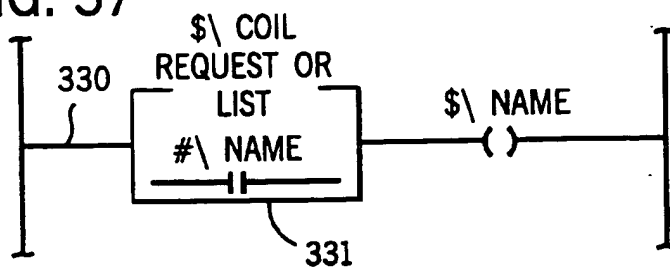 $\ COIL
REQUEST OR
LIST
330
$\ NAME
#\ NAME
331